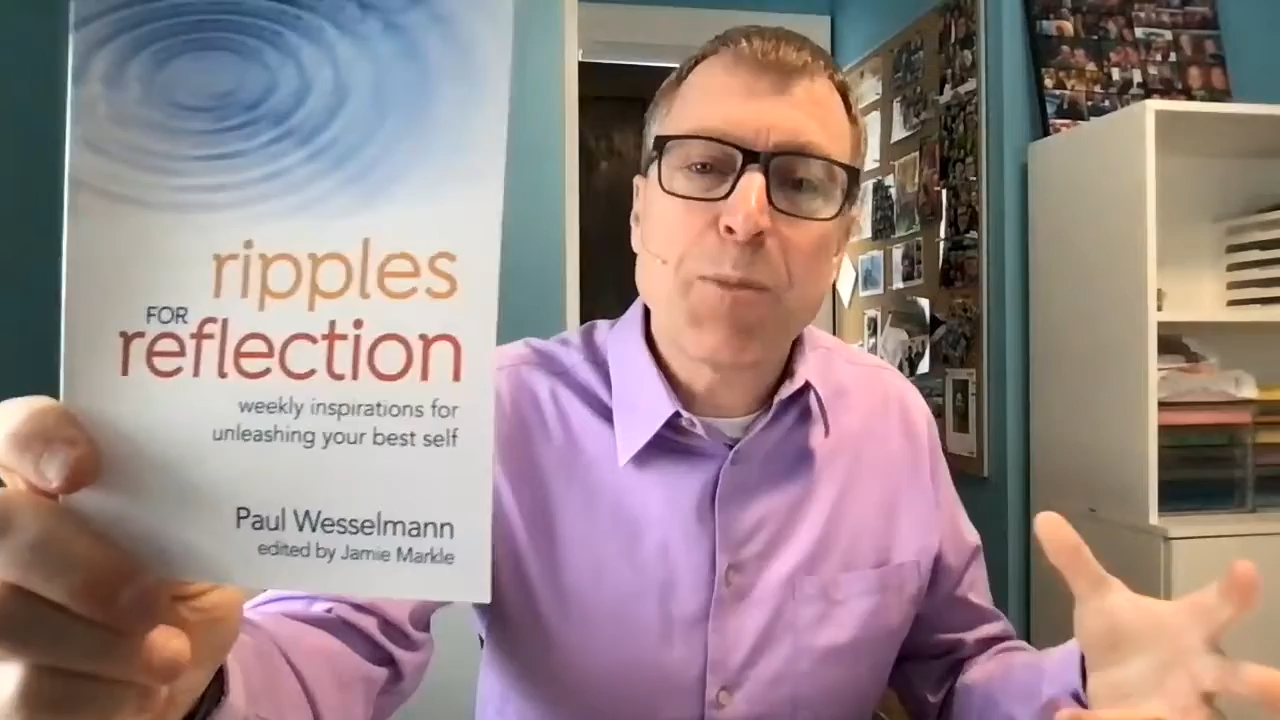 ripples
FOR
reflection
weekly inspirations for
unleashing your best self
Paul Wesselmann
edited by Jamie Markle